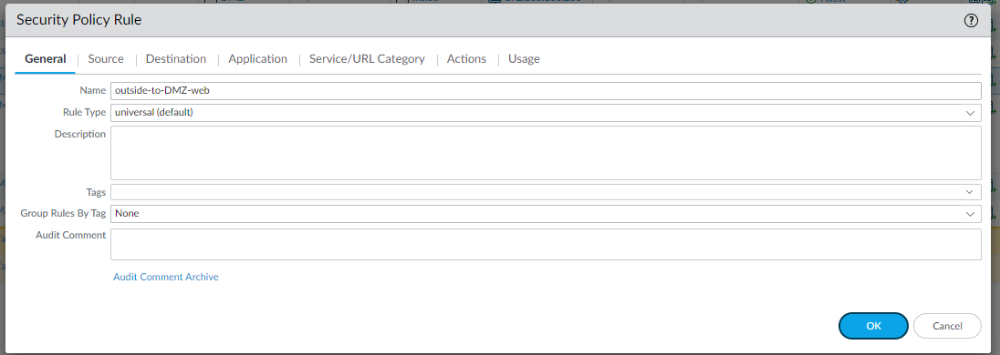 Security Policy Rule
General Source Destination Application Service/URL Category Actions Usage
Name outside-to-DMZ-web
Rule Type universal (default)
Description
Tags
Group Rules By Tag None
Audit Comment
Audit Comment Archive
OK Cancel